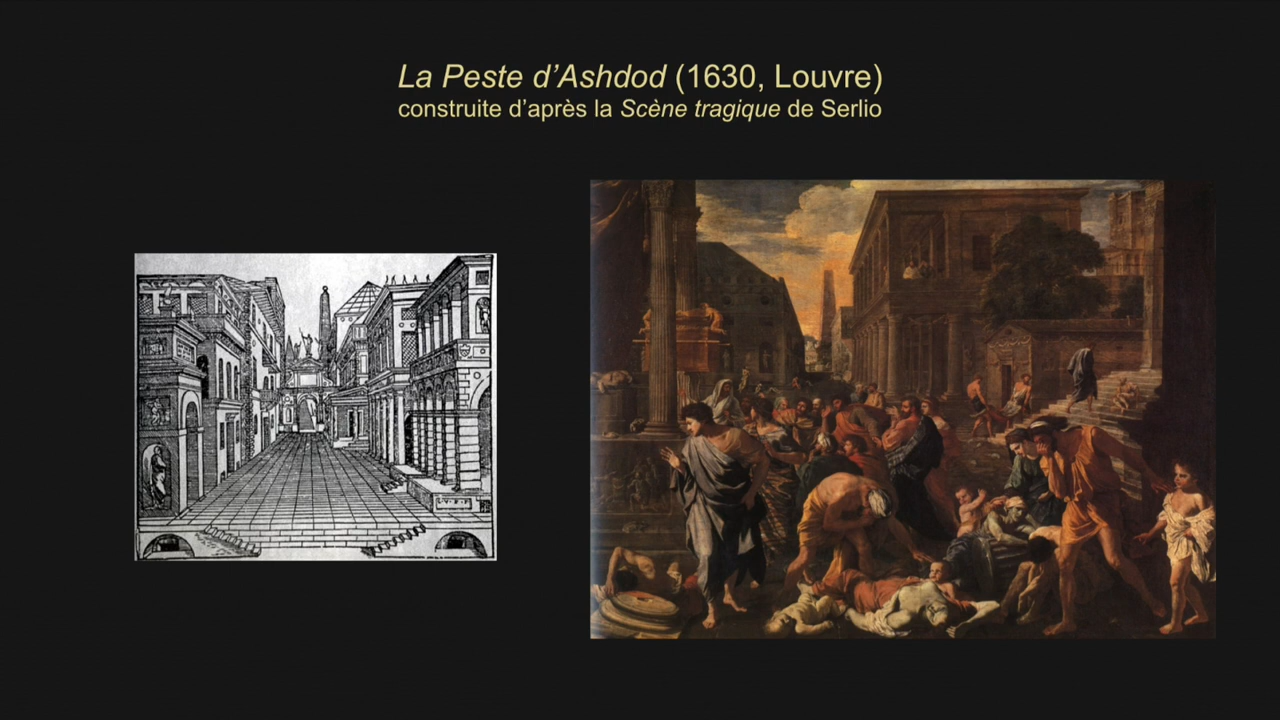 La Peste d’Ashdod (1630, Louvre)
construite d’après la Scène tragique de Serlio